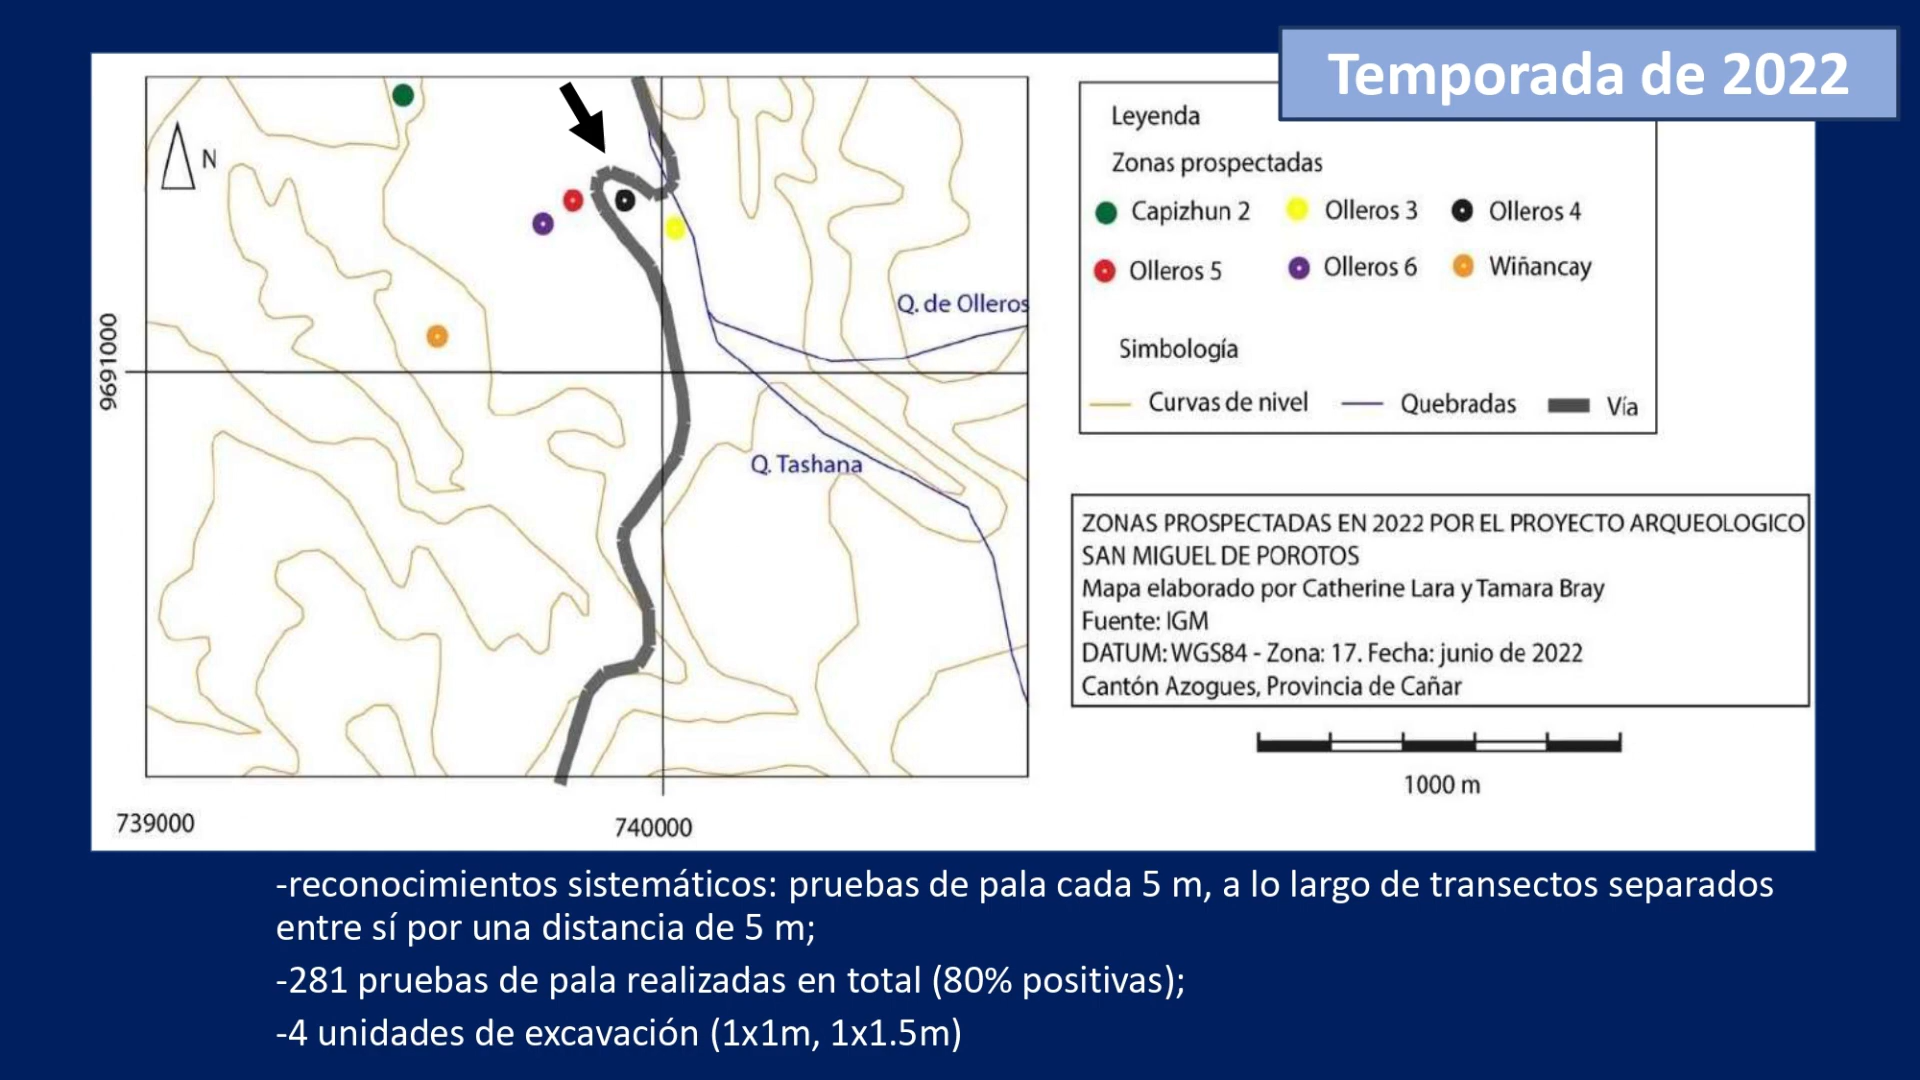 Temporada de 2022
N
Q. de Olleros
Q. Tashana
9691000
739000
740000
Leyenda
Zonas prospectadas
Capizhun 2
Olleros 3
Olleros 4
Olleros 5
Olleros 6
Wiñancay
Simbología
Curvas de nivel
Quebradas
Vía
ZONAS PROSPECTADAS EN 2022 POR EL PROYECTO ARQUEOLOGICO
SAN MIGUEL DE POROTOS
Mapa elaborado por Catherine Lara y Tamara Bray
Fuente: IGM
DATUM: WGS84 - Zona: 17. Fecha: junio de 2022
Cantón Azogues, Provincia de Cañar
1000 m
-reconocimientos sistemáticos: pruebas de pala cada 5 m, a lo largo de transectos separados
entre sí por una distancia de 5 m;
-281 pruebas de pala realizadas en total (80% positivas);
-4 unidades de excavación (1x1m, 1x1.5m)